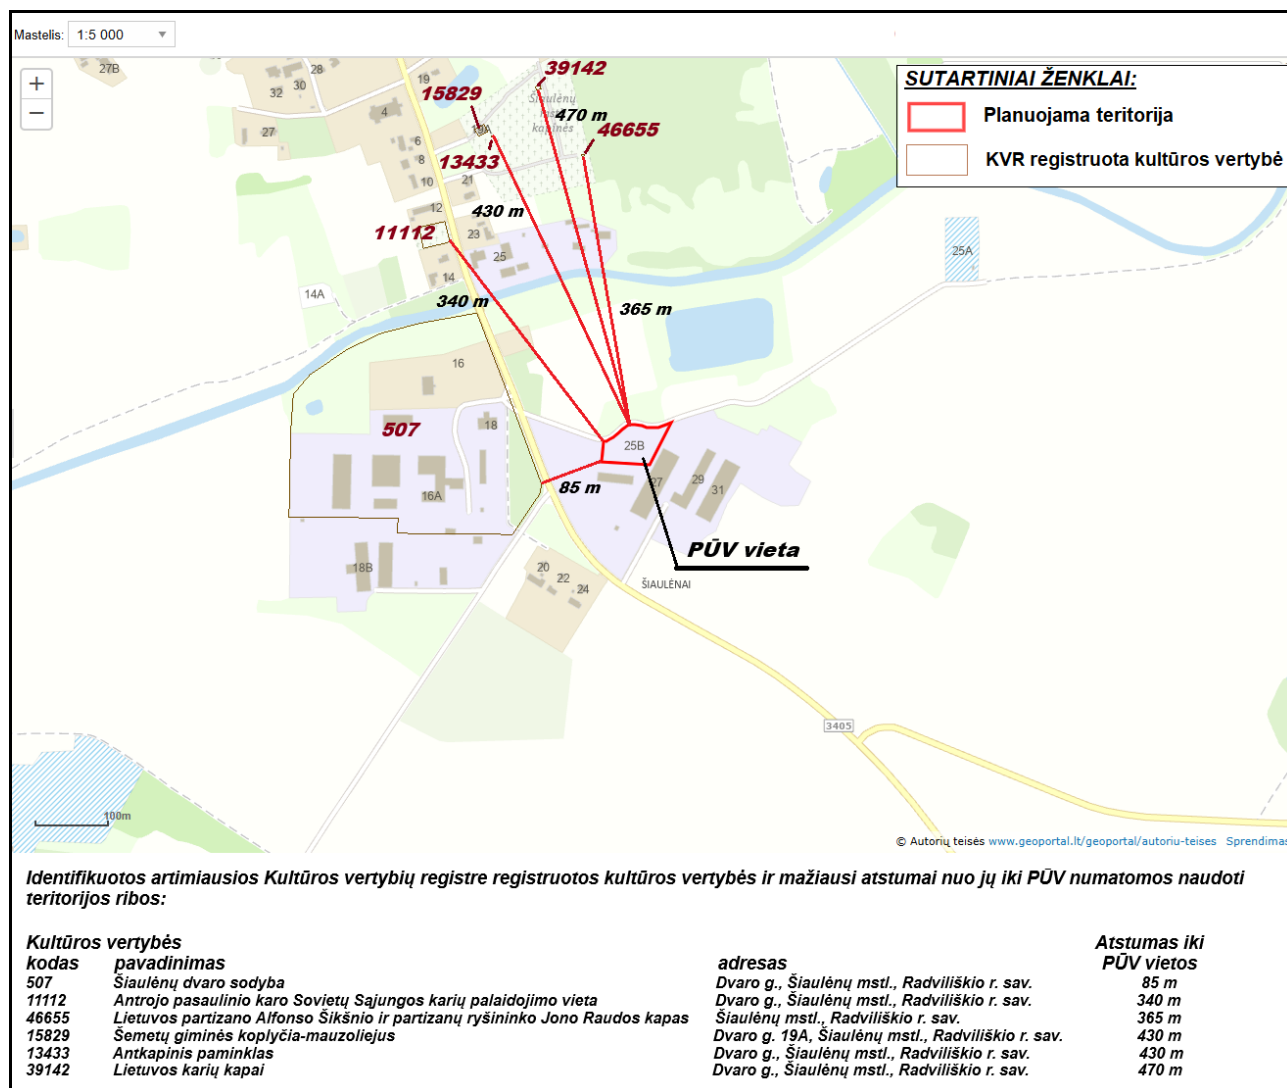 Mastelis: 1:5 000
+
−
SUTARTINIAI ŽENKLAI:
Planuojama teritorija
KVR registruota kultūros vertybė
27B
28
30
32
19
4
27
6
8
10
21
12
23
25
14
14A
19A
15829
13433
39142
Šiaulėnų
kapinės
470 m
46655
430 m
11112
340 m
365 m
25A
16
18
507
16A
18B
25B
27
29
31
85 m
PŪV vieta
20
22
24
ŠIAULĖNAI
3405
100m
© Autorių teisės www.geoportal.lt/geoportal/autoriu-teises Sprendimas
Identifikuotos artimiausios Kultūros vertybių registre registruotos kultūros vertybės ir mažiausi atstumai nuo jų iki PŪV numatomos naudoti
teritorijos ribos:
Kultūros vertybės Atstumas iki
kodas pavadinimas adresas PŪV vietos
507 Šiaulėnų dvaro sodyba Dvaro g., Šiaulėnų mstl., Radviliškio r. sav. 85 m
11112 Antrojo pasaulinio karo Sovietų Sąjungos karių palaidojimo vieta Dvaro g., Šiaulėnų mstl., Radviliškio r. sav. 340 m
46655 Lietuvos partizano Alfonso Šikšnio ir partizanų ryšininko Jono Raudos kapas Šiaulėnų mstl., Radviliškio r. sav. 365 m
15829 Šemetų giminės koplyčia-mauzoliejus Dvaro g. 19A, Šiaulėnų mstl., Radviliškio r. sav. 430 m
13433 Antkapinis paminklas Dvaro g., Šiaulėnų mstl., Radviliškio r. sav. 430 m
39142 Lietuvos karių kapai Dvaro g., Šiaulėnų mstl., Radviliškio r. sav. 470 m